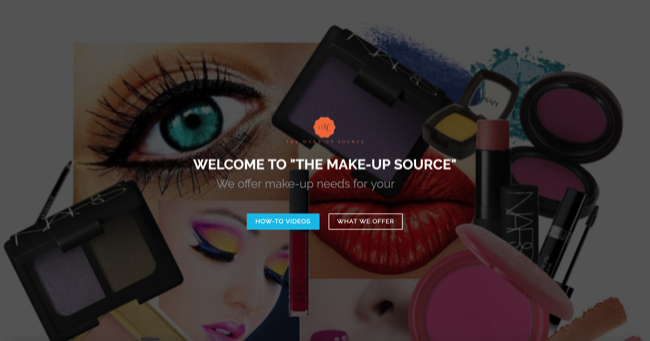 NARS
THE MAKE-UP SOURCE
WELCOME TO "THE MAKE-UP SOURCE"
We offer make-up needs for your
HOW-TO VIDEOS
WHAT WE OFFER
NARS
NARS